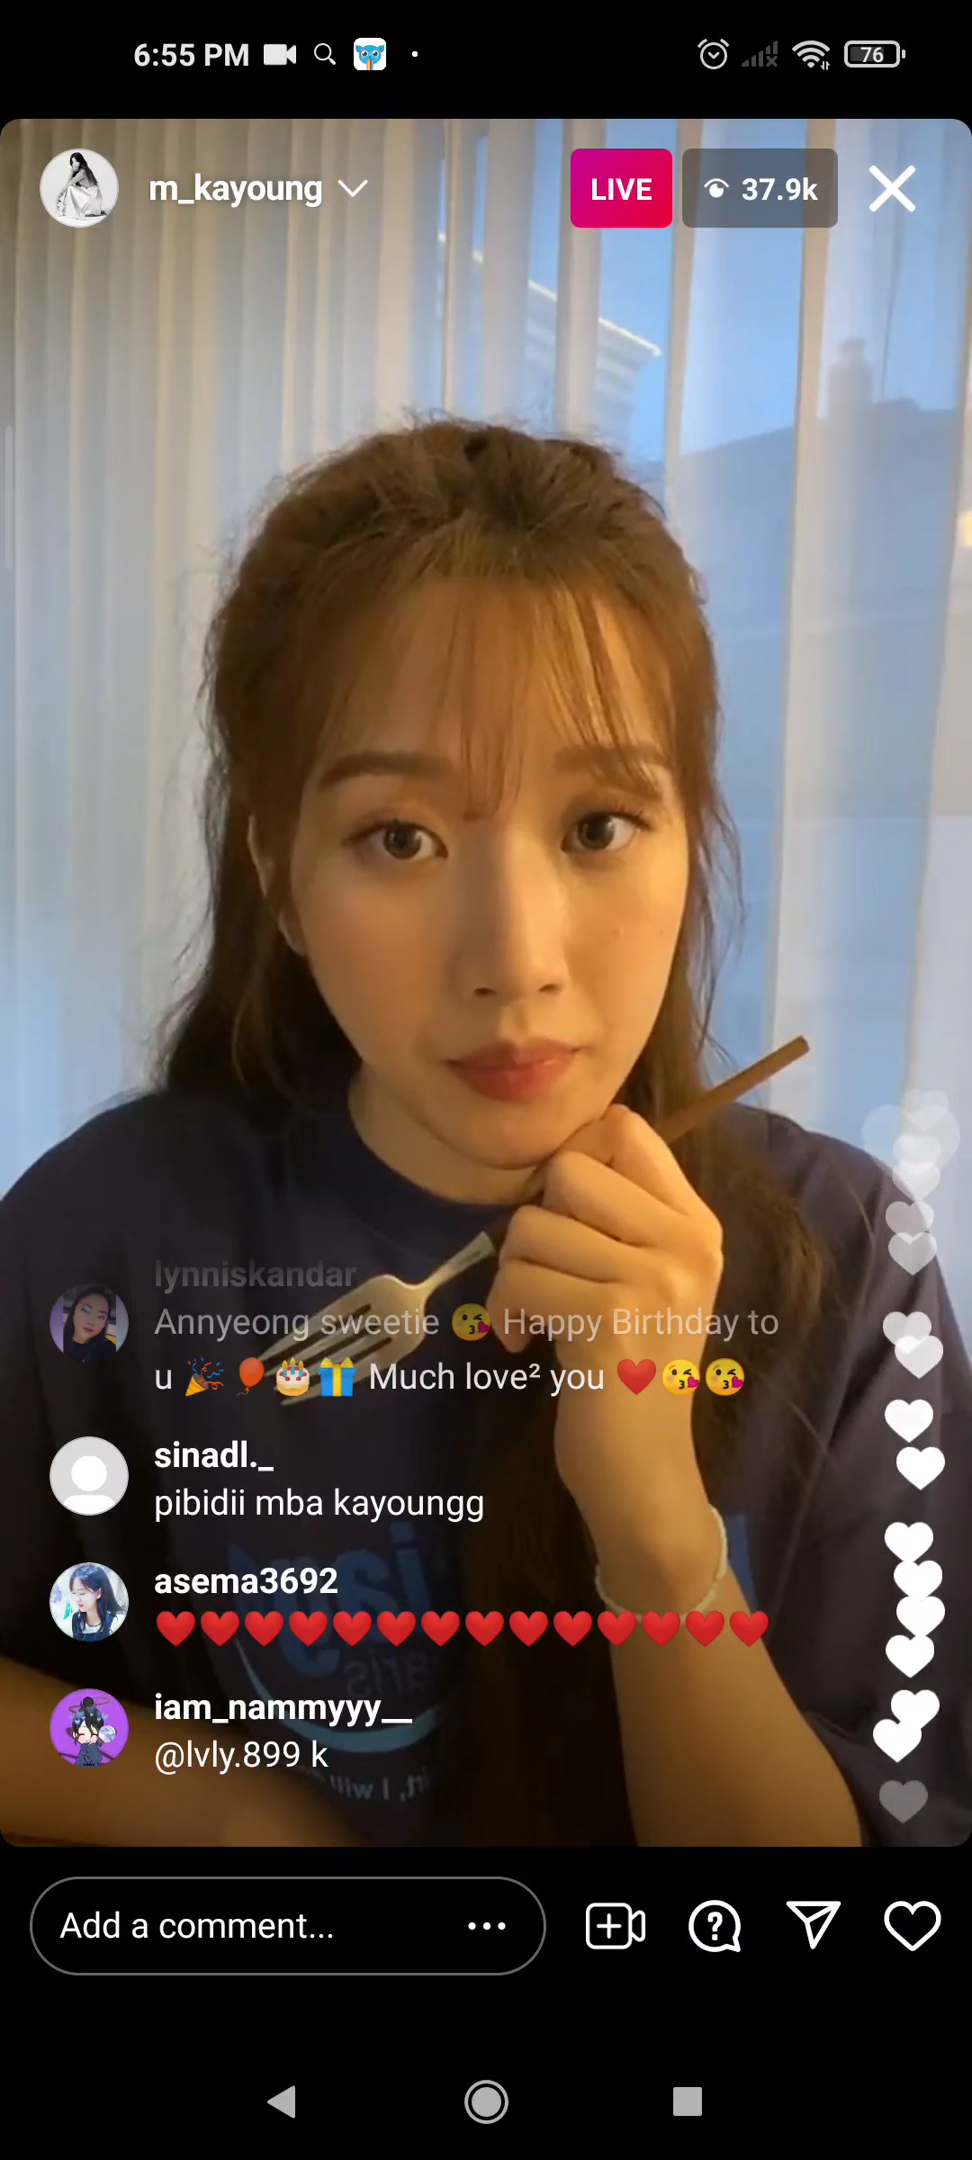 6:55 PM
76
m_kayoung
LIVE
37.9k
lynniskandar
Annyeong sweetie 😘 Happy Birthday to
u 🎉🎈🎂🎁 Much love² you ❤️😘😘
sinadl._
pibidii mba kayoungg
asema3692
❤️❤️❤️❤️❤️❤️❤️❤️❤️❤️❤️❤️❤️❤️
iam_nammyyy__
@lvly.899 k
Add a comment...